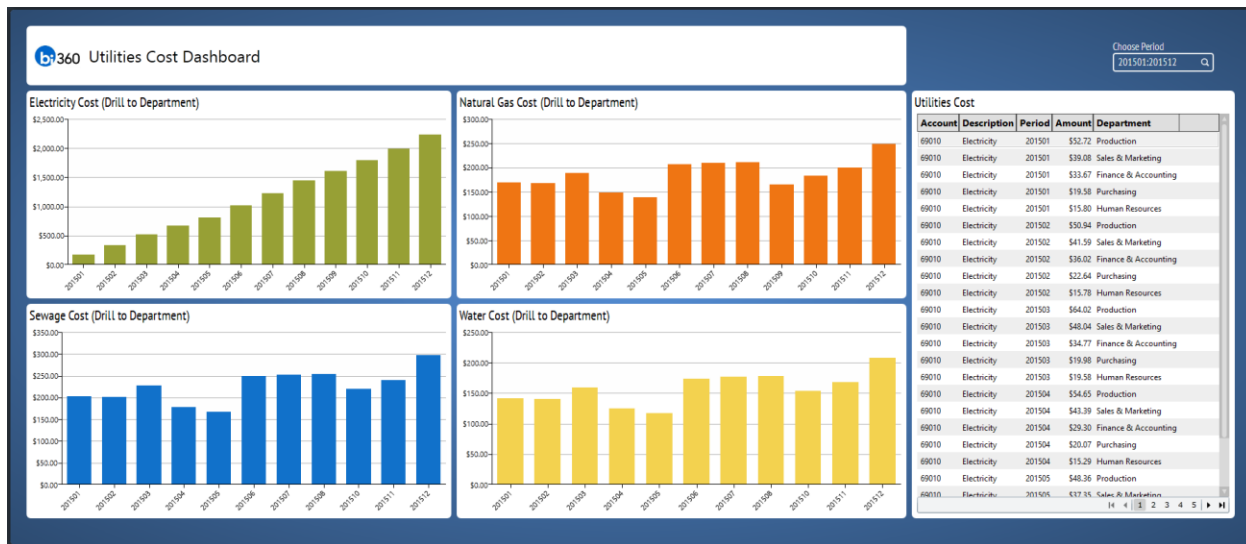 bi 360 Utilities Cost Dashboard
Choose Period
201501:201512
Electricity Cost (Drill to Department)
$2,500.00
$2,000.00
$1,500.00
$1,000.00
$500.00
$0.00
201501 201502 201503 201504 201505 201506 201507 201508 201509 201510 201511 201512
Natural Gas Cost (Drill to Department)
$300.00
$250.00
$200.00
$150.00
$100.00
$50.00
$0.00
201501 201502 201503 201504 201505 201506 201507 201508 201509 201510 201511 201512
Sewage Cost (Drill to Department)
$350.00
$300.00
$250.00
$200.00
$150.00
$100.00
$50.00
$0.00
201501 201502 201503 201504 201505 201506 201507 201508 201510 201511 201512
Water Cost (Drill to Department)
$250.00
$200.00
$150.00
$100.00
$50.00
$0.00
201501 201502 201503 201504 201505 201506 201507 201508 201510 201511 201512
Utilities Cost
Account Description Period Amount Department
69010 Electricity 201501 $52.72 Production
69010 Electricity 201501 $39.08 Sales & Marketing
69010 Electricity 201501 $33.67 Finance & Accounting
69010 Electricity 201501 $19.58 Purchasing
69010 Electricity 201501 $15.80 Human Resources
69010 Electricity 201502 $50.94 Production
69010 Electricity 201502 $41.59 Sales & Marketing
69010 Electricity 201502 $36.02 Finance & Accounting
69010 Electricity 201502 $22.64 Purchasing
69010 Electricity 201502 $15.78 Human Resources
69010 Electricity 201503 $64.02 Production
69010 Electricity 201503 $48.04 Sales & Marketing
69010 Electricity 201503 $34.77 Finance & Accounting
69010 Electricity 201503 $19.98 Purchasing
69010 Electricity 201503 $19.58 Human Resources
69010 Electricity 201504 $54.65 Production
69010 Electricity 201504 $43.39 Sales & Marketing
69010 Electricity 201504 $29.30 Finance & Accounting
69010 Electricity 201504 $20.07 Purchasing
69010 Electricity 201504 $15.29 Human Resources
69010 Electricity 201505 $48.36 Production
69010 Electricity 201505 $37.35 Sales & Marketing
1 2 3 4 5